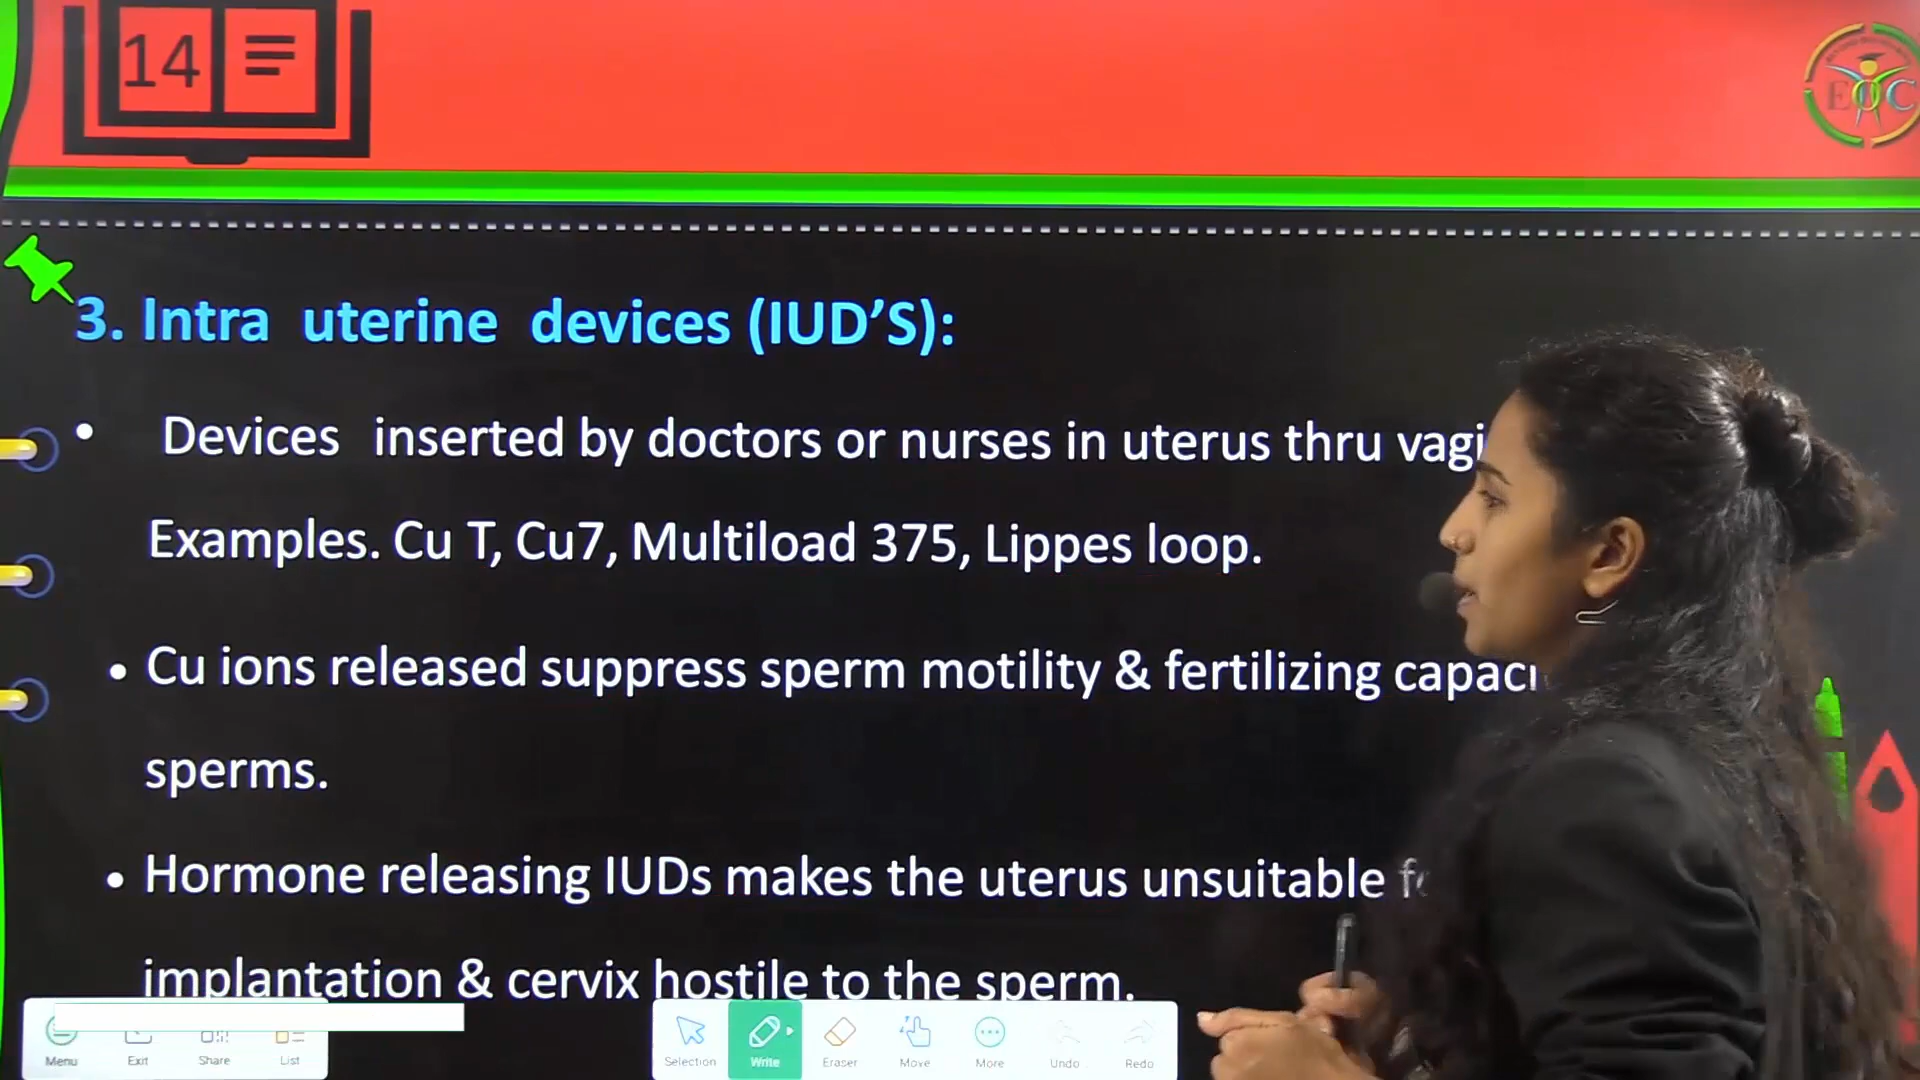 14
EOC
3. Intra uterine devices (IUD’S):
• Devices inserted by doctors or nurses in uterus thru
Examples. Cu T, Cu7, Multiload 375, Lippes loop.
• Cu ions released suppress sperm motility & fertilizing
sperms.
• Hormone releasing IUDs makes the uterus unsuitable
implantation & cervix hostile to the sperm.
Menu Exit Share List Selection Write Eraser Move More Undo Redo